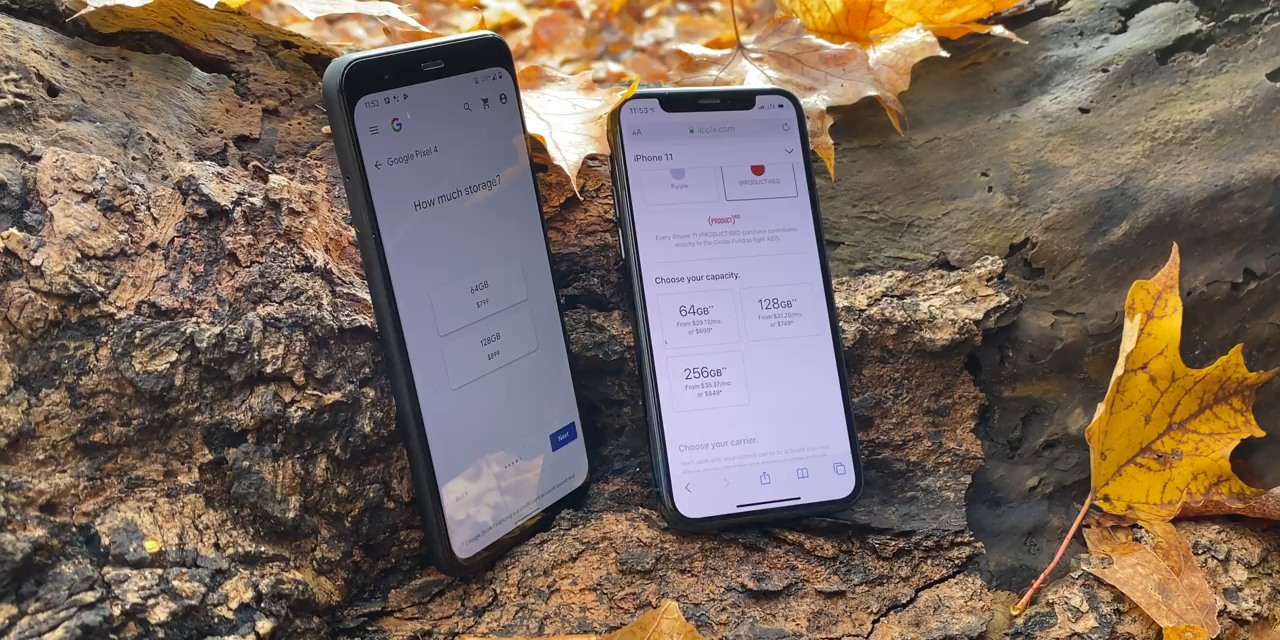 11:53
Google Pixel 4
How much storage?
64GB
$799
128GB
$899
Next
Back
11:53
LTE
AA
apple.com
iPhone 11
Purple
(PRODUCT)RED
(PRODUCT)RED
Every iPhone 11 (PRODUCT)RED purchase contributes
directly to the Global Fund to fight AIDS.
Choose your capacity.
64GB**
From $29.12/mo.
or $699*
128GB**
From $31.20/mo.
or $749*
256GB**
From $35.37/mo.
or $849*
Choose your carrier.